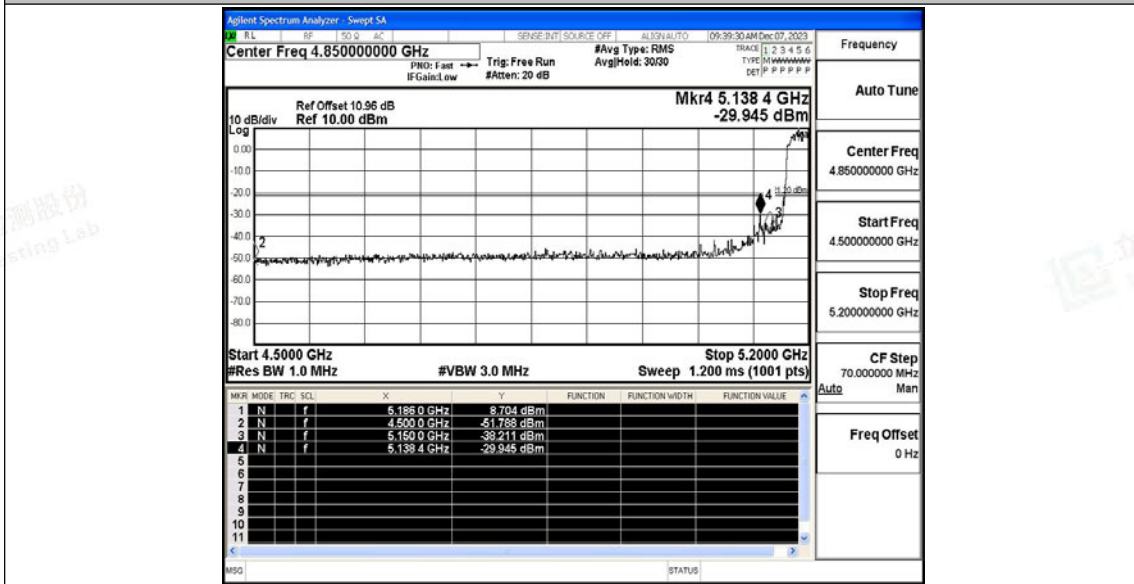 Agilent Spectrum Analyzer - Swept SA
RL RF 50 Ω AC SENSE:INT SOURCE OFF ALIGNAUTO 09:39:30 AM Dec 07, 2023
Center Freq 4.850000000 GHz
PNO: Fast
IFGain:Low
Trig: Free Run
#Atten: 20 dB
#Avg Type: RMS
Avg|Hold: 30/30
TRACE 1 2 3 4 5 6
TYPE M
DET P P P P P P
Ref Offset 10.96 dB
Ref 10.00 dBm
10 dB/div
Log
Mkr4 5.138 4 GHz
-29.945 dBm
0.00
-10.0
-20.0
-30.0
-40.0
-50.0
-60.0
-70.0
-80.0
2
4
3
Start 4.5000 GHz
Stop 5.2000 GHz
#Res BW 1.0 MHz #VBW 3.0 MHz Sweep 1.200 ms (1001 pts)
MKR MODE TRC SCL X Y FUNCTION FUNCTION WIDTH FUNCTION VALUE
1 N f 5.186 0 GHz 8.704 dBm
2 N f 4.500 0 GHz -51.788 dBm
3 N f 5.150 0 GHz -38.211 dBm
4 N f 5.138 4 GHz -29.945 dBm
5
6
7
8
9
10
11
MSG STATUS
Frequency
Auto Tune
Center Freq
4.850000000 GHz
Start Freq
4.500000000 GHz
Stop Freq
5.200000000 GHz
CF Step
70.000000 MHz
Auto Man
Freq Offset
0 Hz
测股份
esting Lab
立